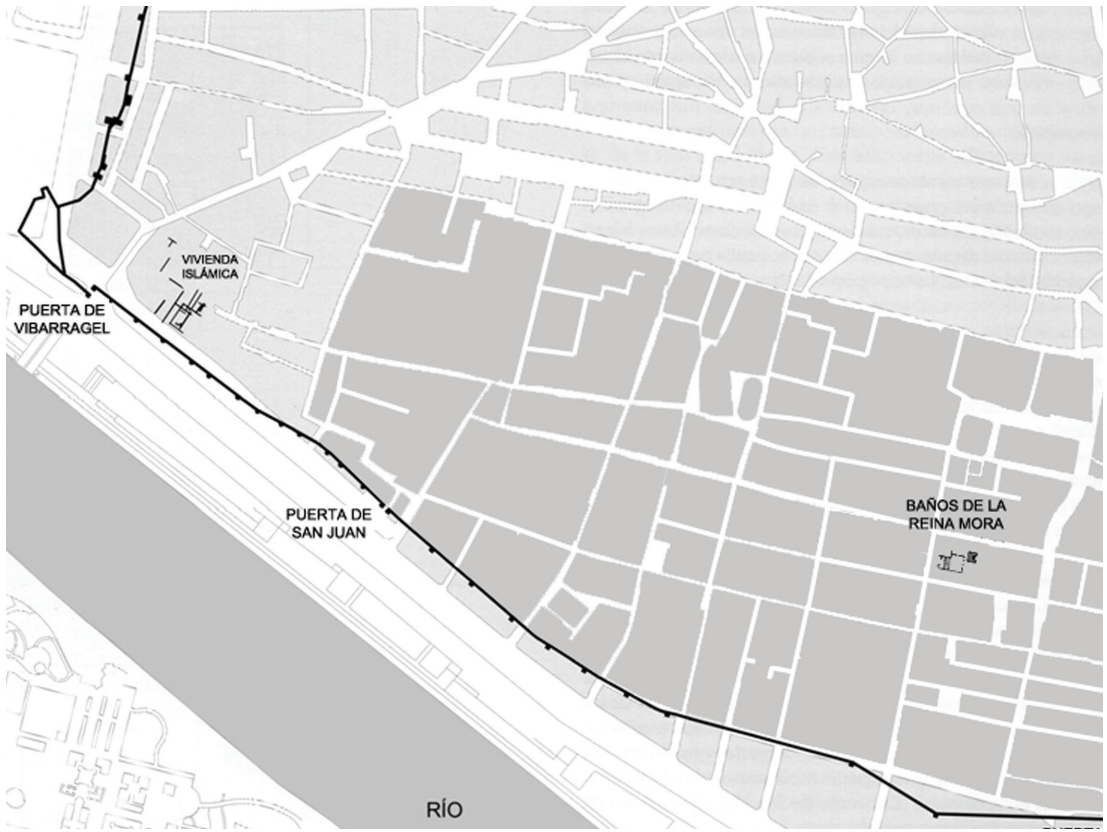 VIVIENDA
ISLÁMICA
PUERTA DE
VIBARRAGEL
PUERTA DE
SAN JUAN
BAÑOS DE LA
REINA MORA
RÍO